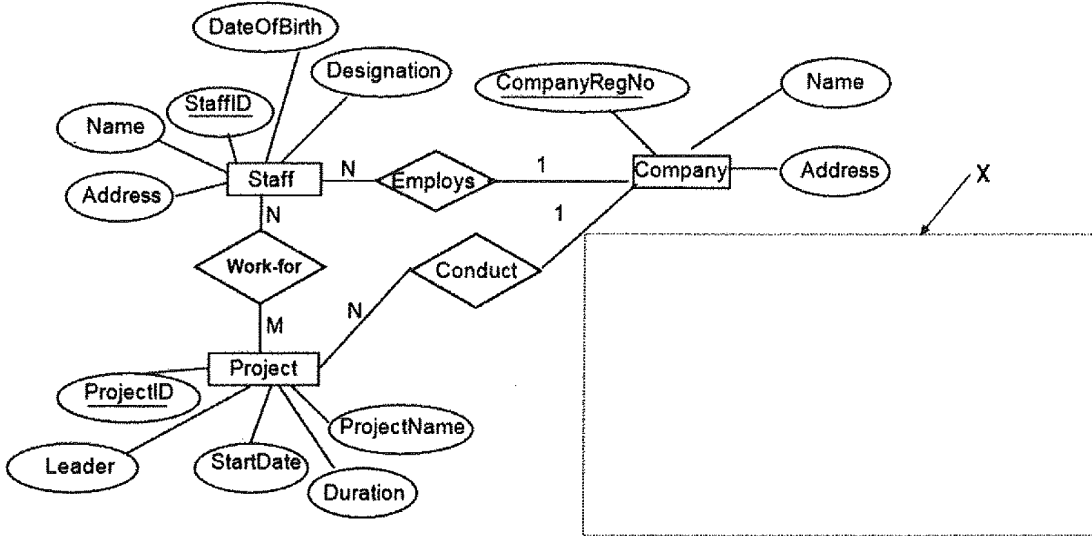 DateOfBirth
Designation
CompanyRegNo
Name
StaffID
Name
Address
Staff
N
Employs
1
Company
Address
X
N
1
Work-for
Conduct
N
M
Project
ProjectID
ProjectName
Leader
StartDate
Duration